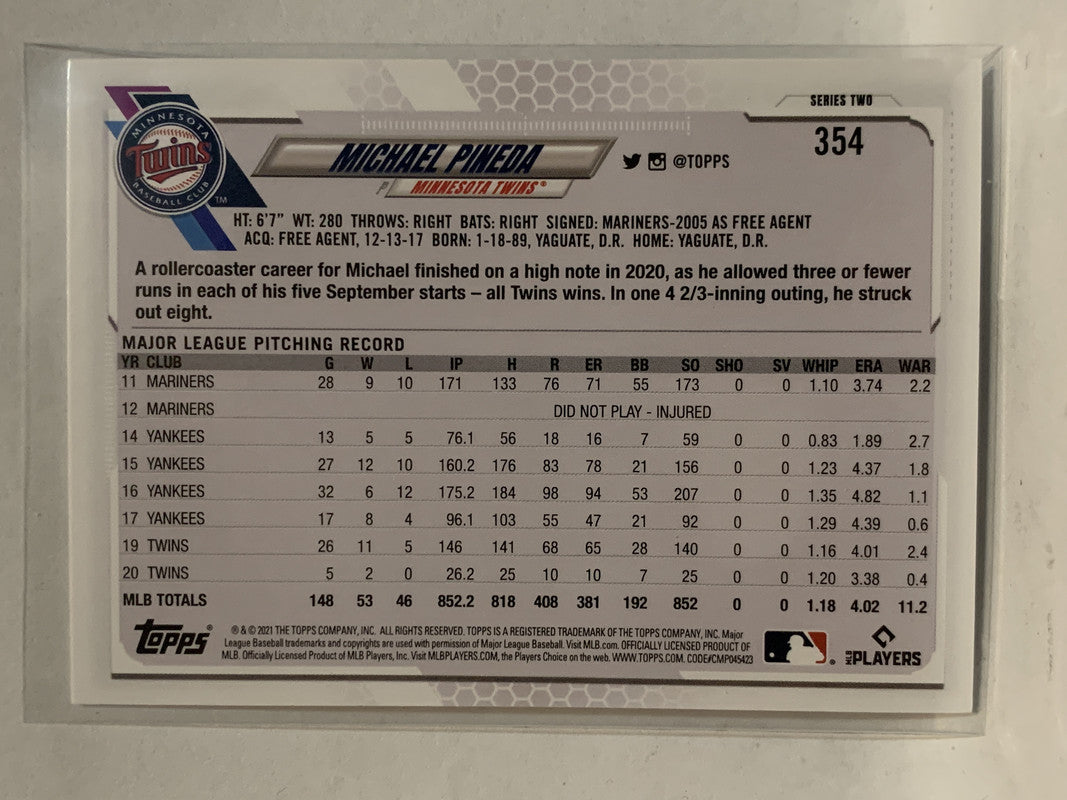 SERIES TWO
354
MINNESOTA
Twins
BASEBALL CLUB
TM
MICHAEL PINEDA
@TOPPS
P
MINNESOTA TWINS®
HT: 6'7" WT: 280 THROWS: RIGHT BATS: RIGHT SIGNED: MARINERS-2005 AS FREE AGENT
ACQ: FREE AGENT, 12-13-17 BORN: 1-18-89, YAGUATE, D.R. HOME: YAGUATE, D.R.
A rollercoaster career for Michael finished on a high note in 2020, as he allowed three or fewer
runs in each of his five September starts – all Twins wins. In one 4 2/3-inning outing, he struck
out eight.
MAJOR LEAGUE PITCHING RECORD
YR CLUB G W L IP H R ER BB SO SHO SV WHIP ERA WAR
11 MARINERS 28 9 10 171 133 76 71 55 173 0 0 1.10 3.74 2.2
12 MARINERS DID NOT PLAY - INJURED
14 YANKEES 13 5 5 76.1 56 18 16 7 59 0 0 0.83 1.89 2.7
15 YANKEES 27 12 10 160.2 176 83 78 21 156 0 0 1.23 4.37 1.8
16 YANKEES 32 6 12 175.2 184 98 94 53 207 0 0 1.35 4.82 1.1
17 YANKEES 17 8 4 96.1 103 55 47 21 92 0 0 1.29 4.39 0.6
19 TWINS 26 11 5 146 141 68 65 28 140 0 0 1.16 4.01 2.4
20 TWINS 5 2 0 26.2 25 10 10 7 25 0 0 1.20 3.38 0.4
MLB TOTALS 148 53 46 852.2 818 408 381 192 852 0 0 1.18 4.02 11.2
TOPPS®
® & © 2021 THE TOPPS COMPANY, INC. ALL RIGHTS RESERVED. TOPPS IS A REGISTERED TRADEMARK OF THE TOPPS COMPANY, INC. Major
League Baseball trademarks and copyrights are used with permission of Major League Baseball. Visit MLB.com. OFFICIALLY LICENSED PRODUCT OF
MLB. Officially Licensed Product of MLB Players, Inc. Visit MLBPLAYERS.COM, the Players Choice on the web. WWW.TOPPS.COM. CODE#CMP045423
MLB PLAYERS